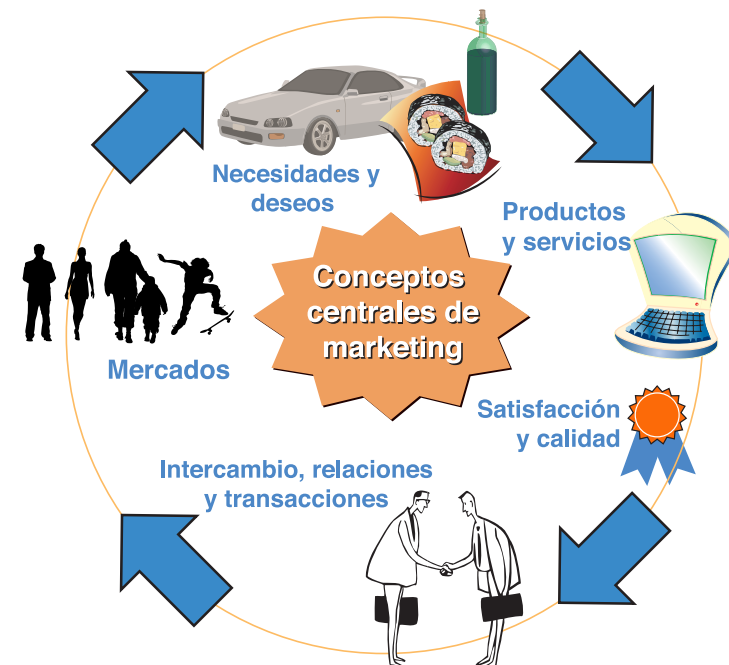 Necesidades y
deseos
Productos
y servicios
Conceptos
centrales de
marketing
Mercados
Satisfacción
y calidad
Intercambio, relaciones
y transacciones